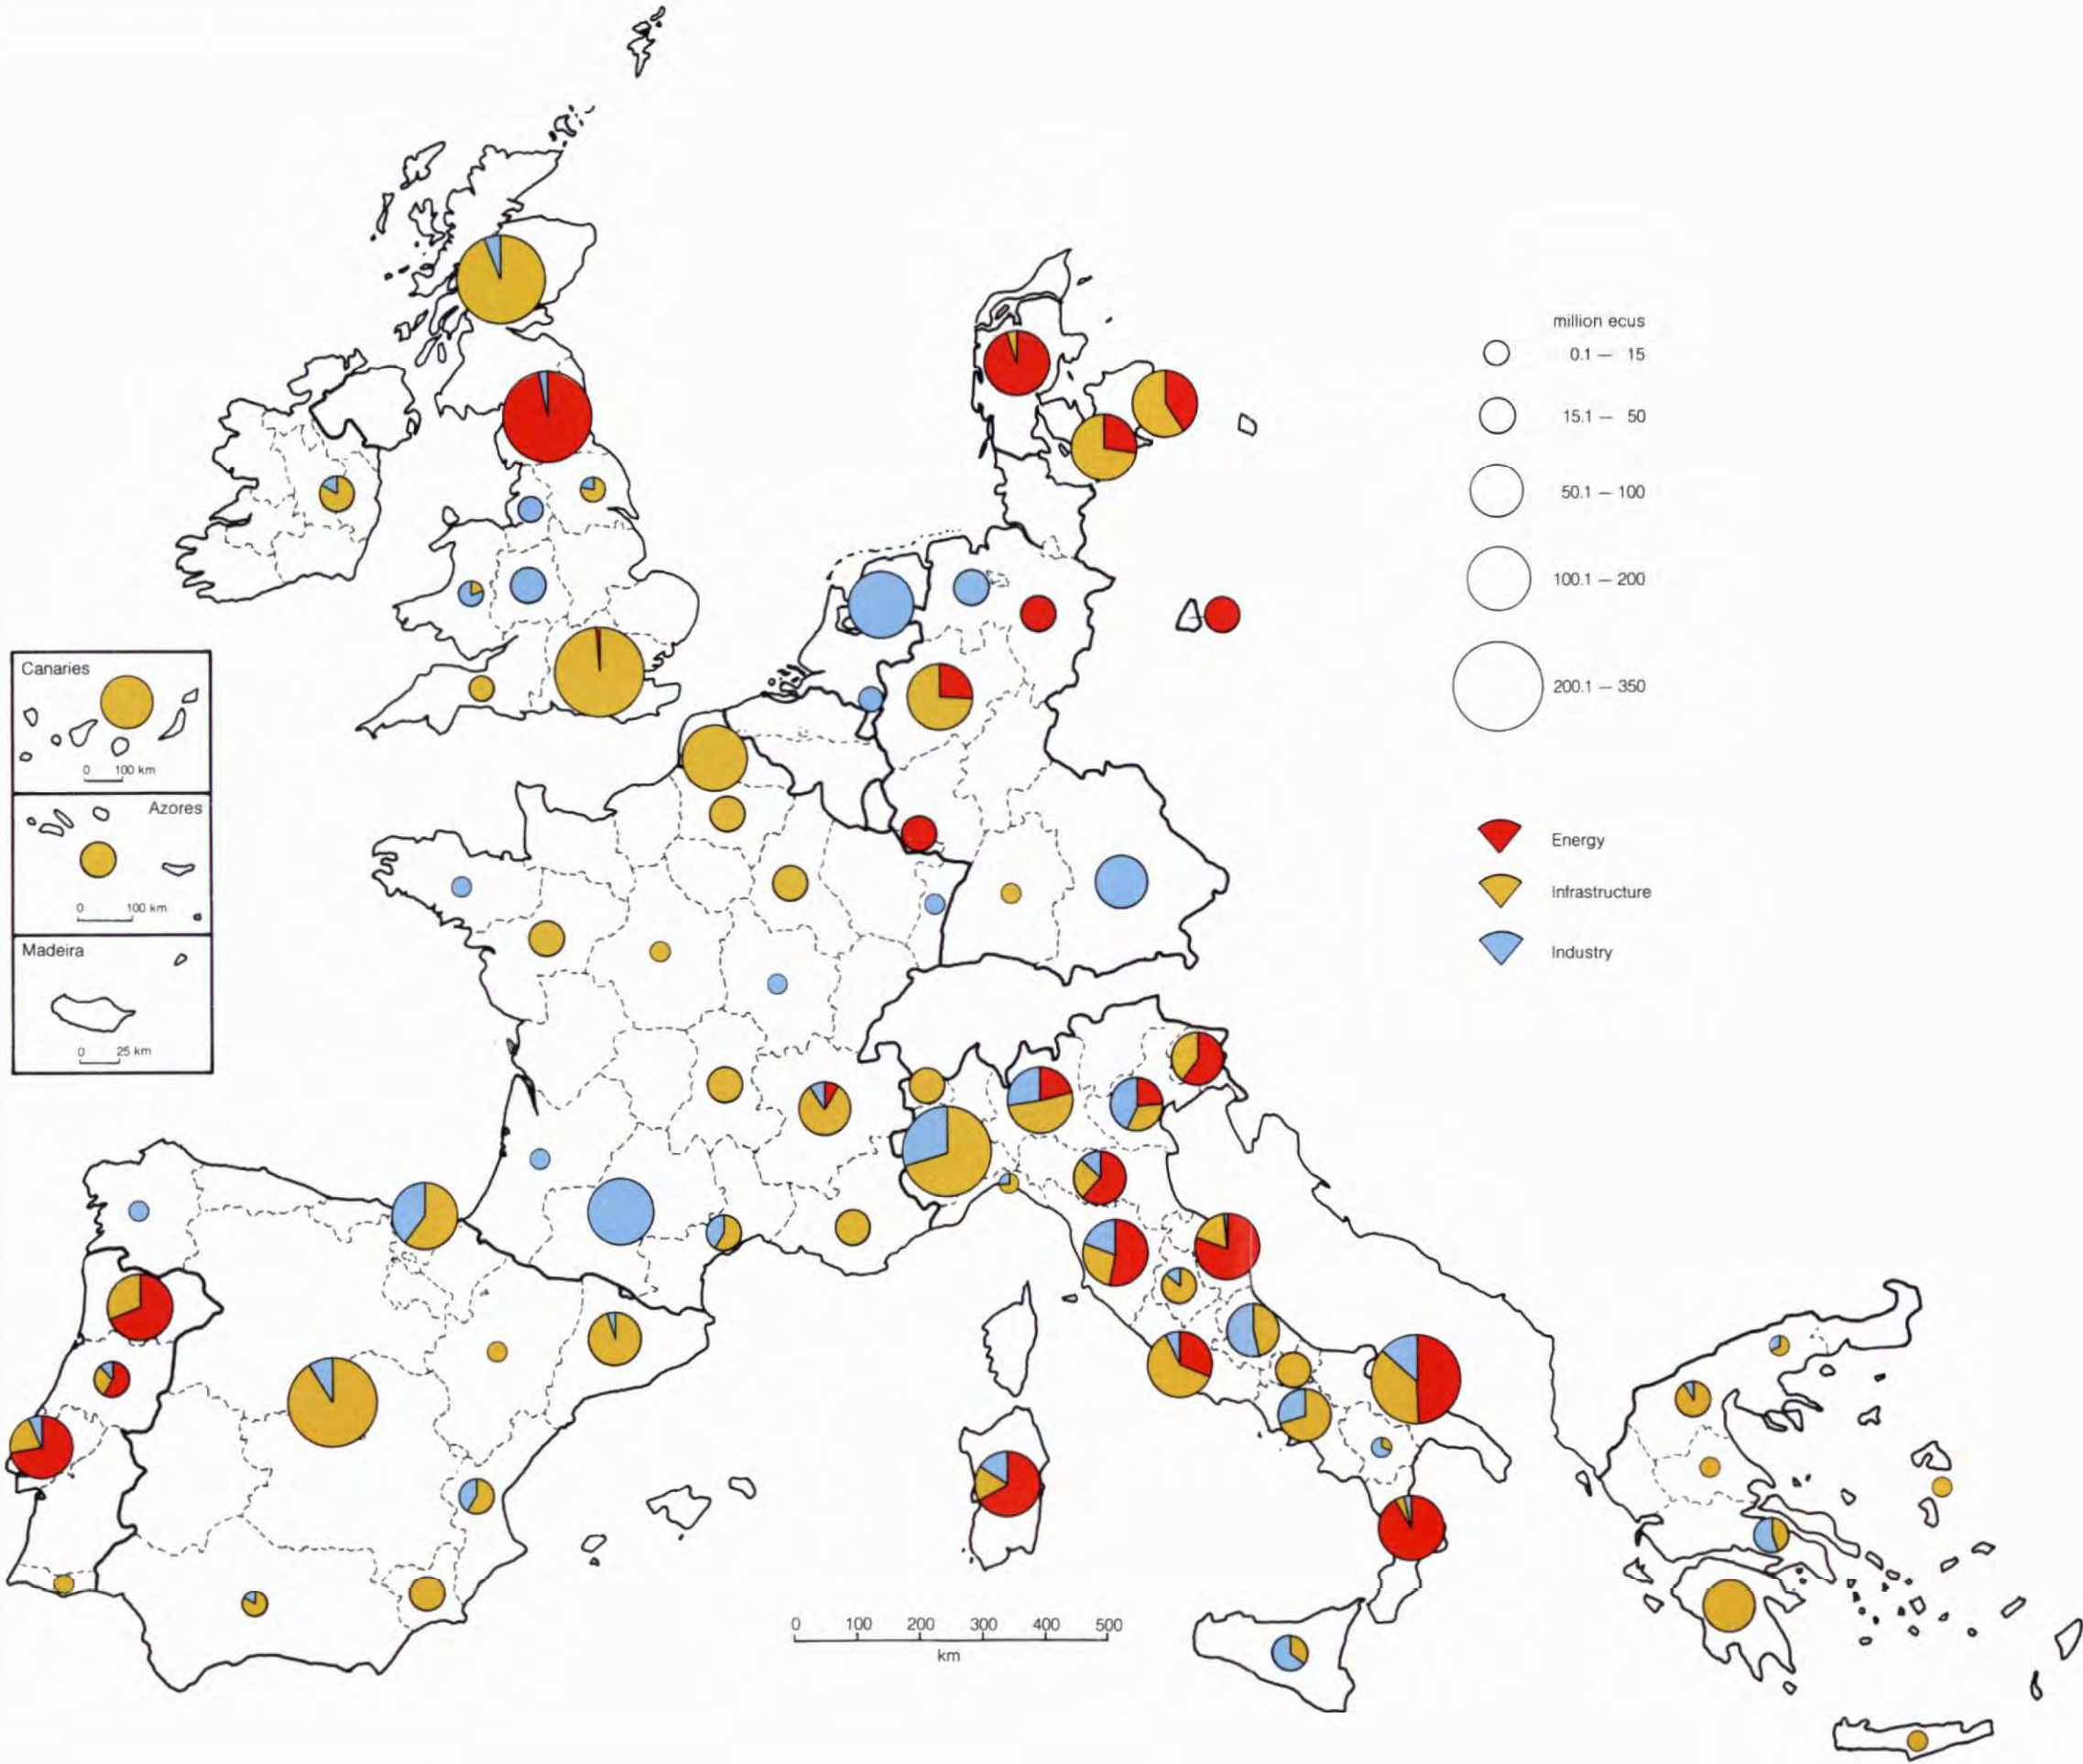 million ecus
0.1 — 15
15.1 — 50
50.1 — 100
100.1 — 200
200.1 — 350
Energy
Infrastructure
Industry
Canaries
0 100 km
Azores
0 100 km
Madeira
0 25 km
0 100 200 300 400 500
km